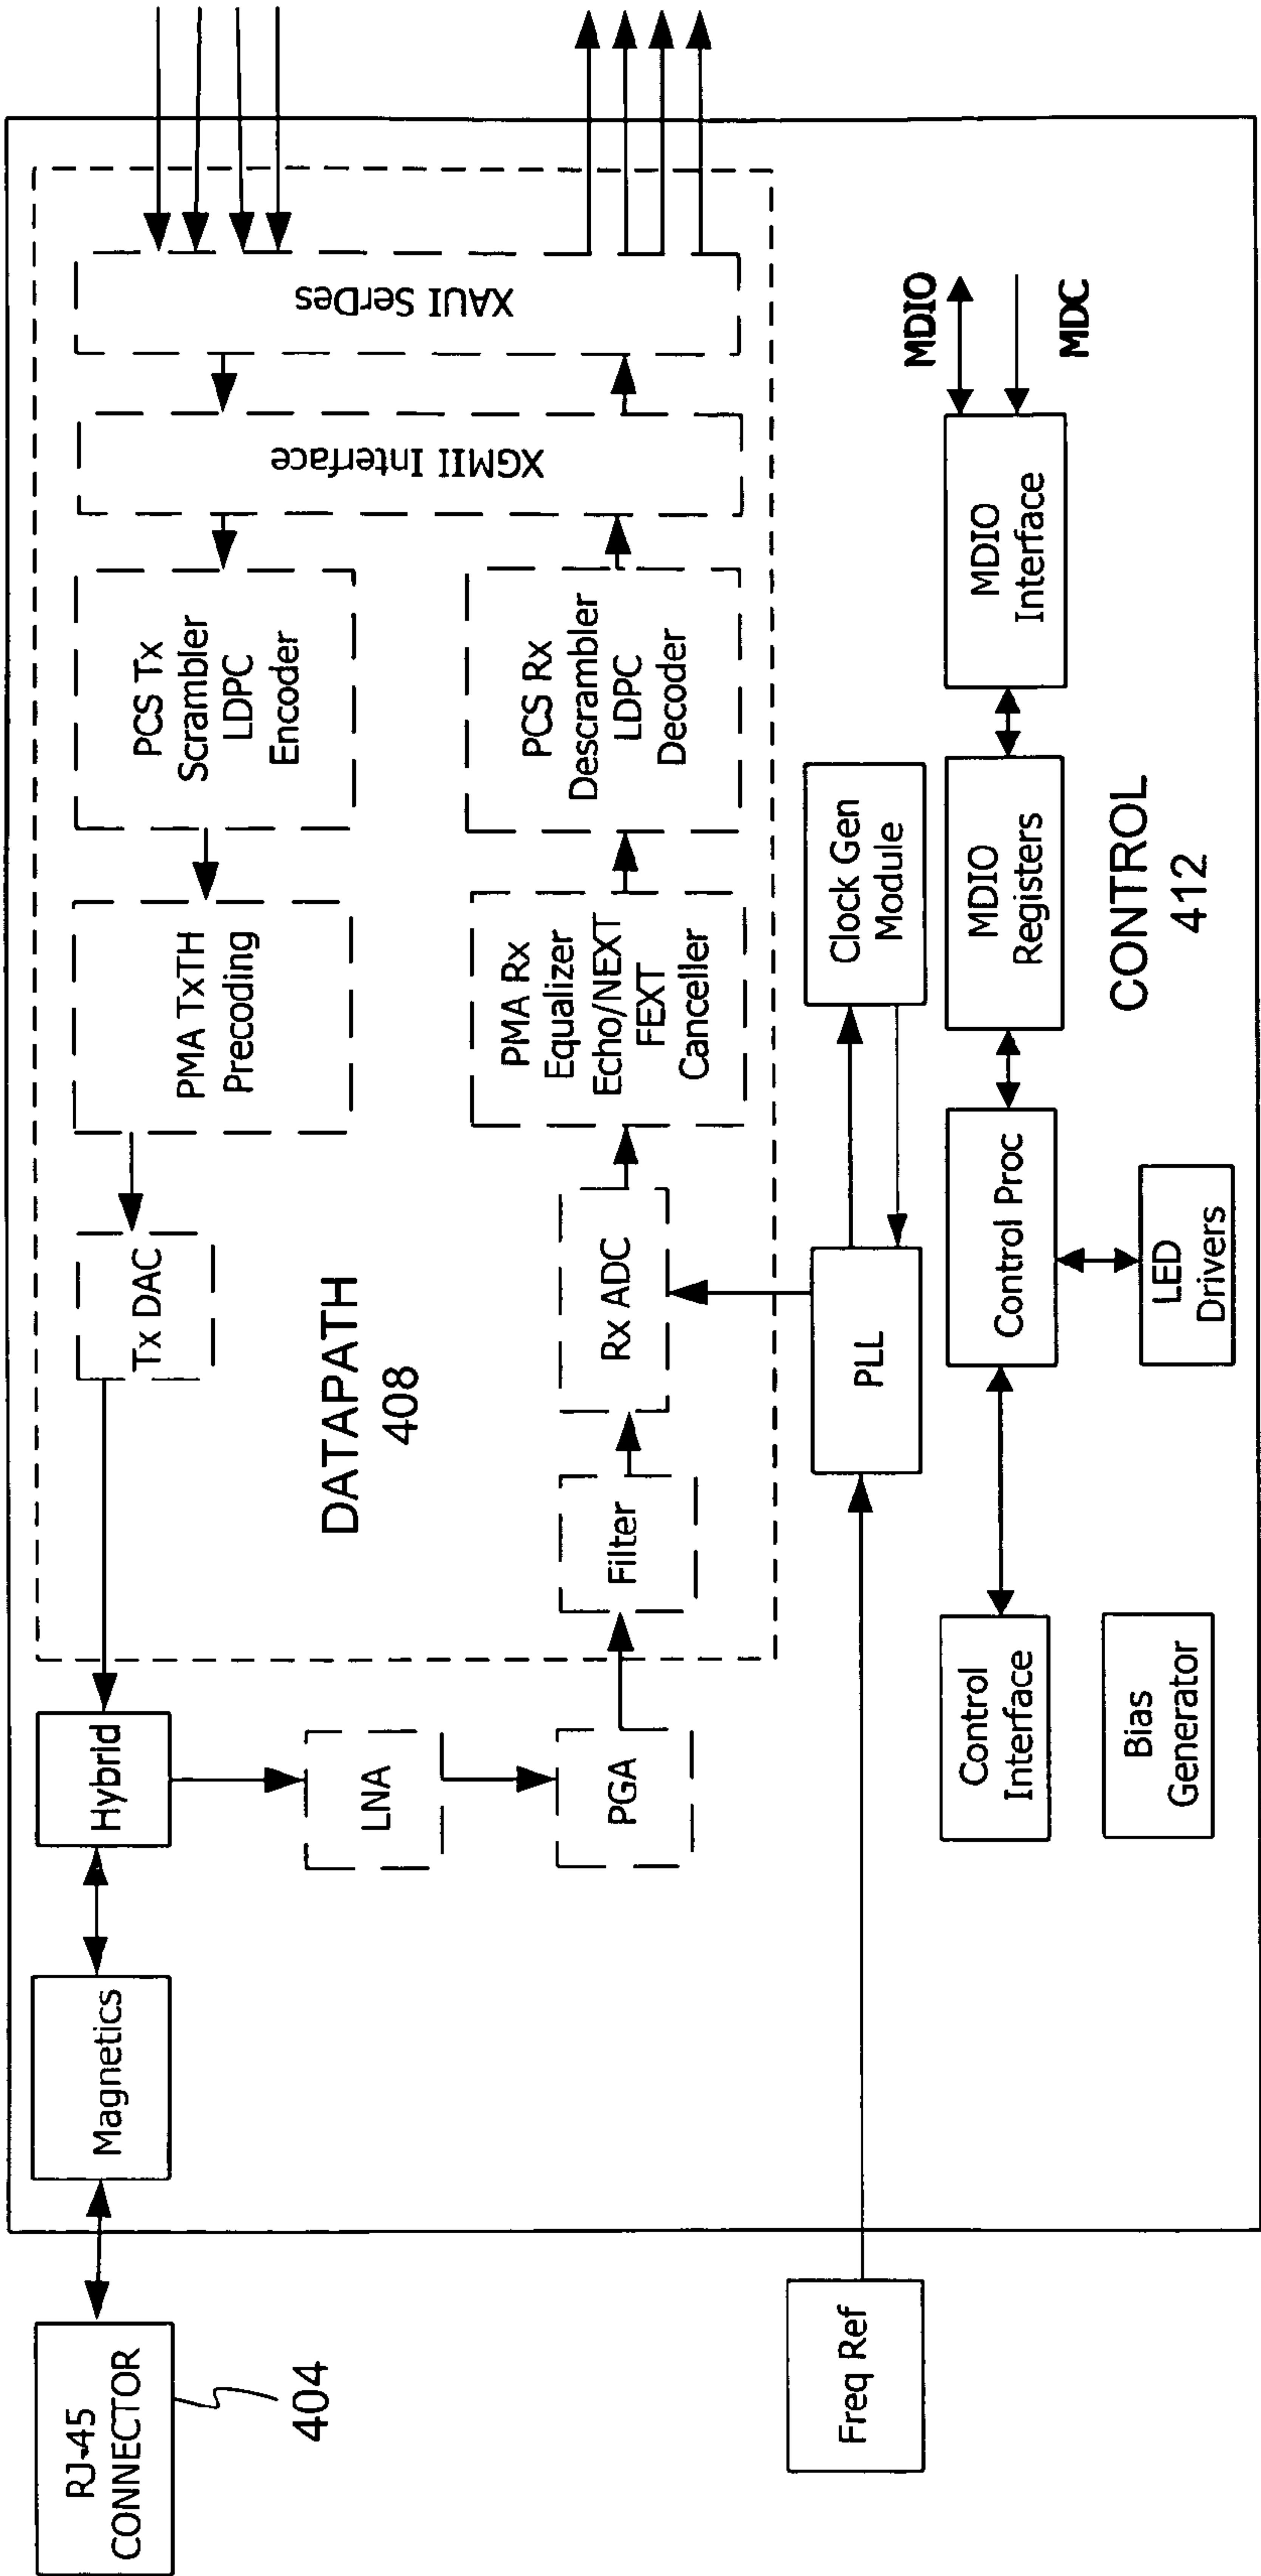 RJ-45
CONNECTOR
404
Magnetics
Hybrid
LNA
PGA
Tx DAC
PMA TxTH
Precoding
PCS Tx
Scrambler
LDPC
Encoder
XGMII Interface
XAUI SerDes
DATAPATH
408
Filter
Rx ADC
PMA Rx
Equalizer
Echo/NEXT
FEXT
Canceller
PCS Rx
Descrambler
LDPC
Decoder
Freq Ref
PLL
Clock Gen
Module
Control
Interface
Control Proc
MDIO
Registers
MDIO
Interface
MDIO
MDC
Bias
Generator
LED
Drivers
CONTROL
412